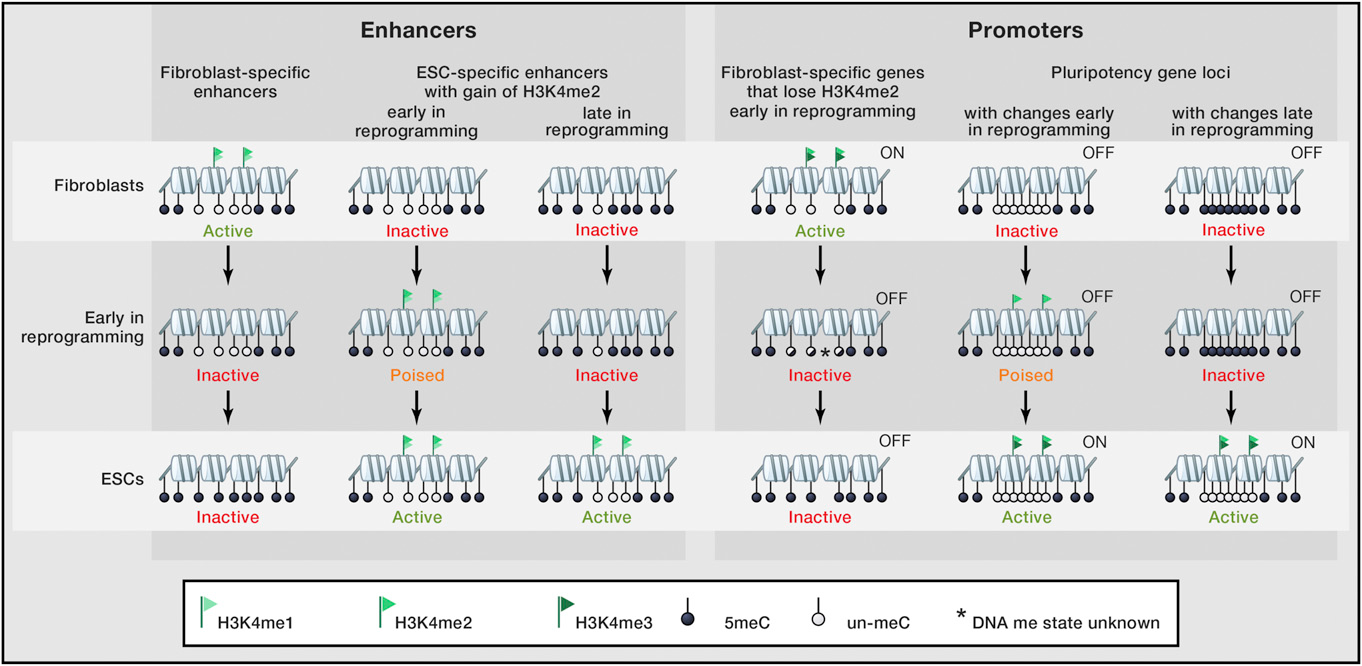 Enhancers
Promoters
Fibroblast-specific
enhancers
ESC-specific enhancers
with gain of H3K4me2
early in
reprogramming
late in
reprogramming
Fibroblast-specific genes
that lose H3K4me2
early in reprogramming
Pluripotency gene loci
with changes early
in reprogramming
with changes late
in reprogramming
Fibroblasts
ON
OFF
OFF
Active
Inactive
Inactive
Active
Inactive
Inactive
Early in
reprogramming
OFF
OFF
OFF
*
Inactive
Poised
Inactive
Inactive
Poised
Inactive
ESCs
OFF
ON
ON
Inactive
Active
Active
Inactive
Active
Active
H3K4me1
H3K4me2
H3K4me3
5meC
un-meC
* DNA me state unknown